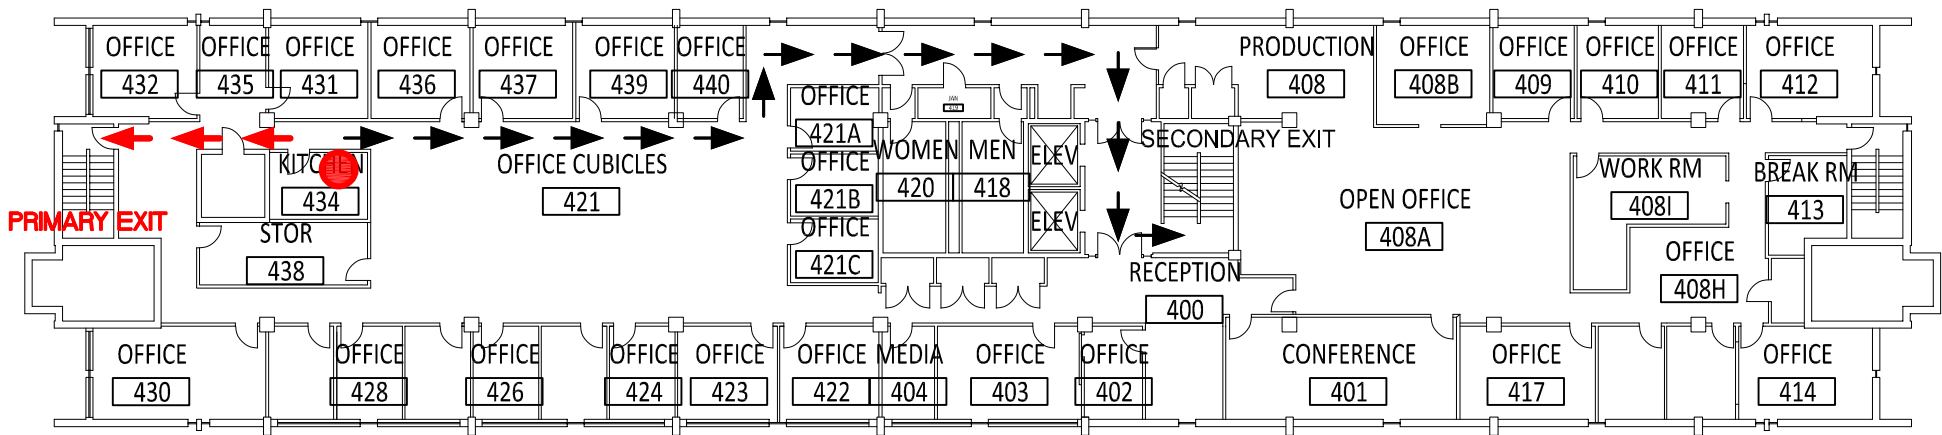 OFFICE
432
OFFICE
435
OFFICE
431
OFFICE
436
OFFICE
437
OFFICE
439
OFFICE
440
PRODUCTION
408
OFFICE
408B
OFFICE
409
OFFICE
410
OFFICE
411
OFFICE
412
OFFICE
421A
JAN
SECONDARY EXIT
KITCHEN
434
OFFICE CUBICLES
421
OFFICE
421B
WOMEN
420
MEN
418
ELEV
ELEV
OPEN OFFICE
408A
WORK RM
408I
BREAK RM
413
PRIMARY EXIT
STOR
438
OFFICE
421C
RECEPTION
400
OFFICE
408H
OFFICE
430
OFFICE
428
OFFICE
426
OFFICE
424
OFFICE
423
OFFICE
422
MEDIA
404
OFFICE
403
OFFICE
402
CONFERENCE
401
OFFICE
417
OFFICE
414